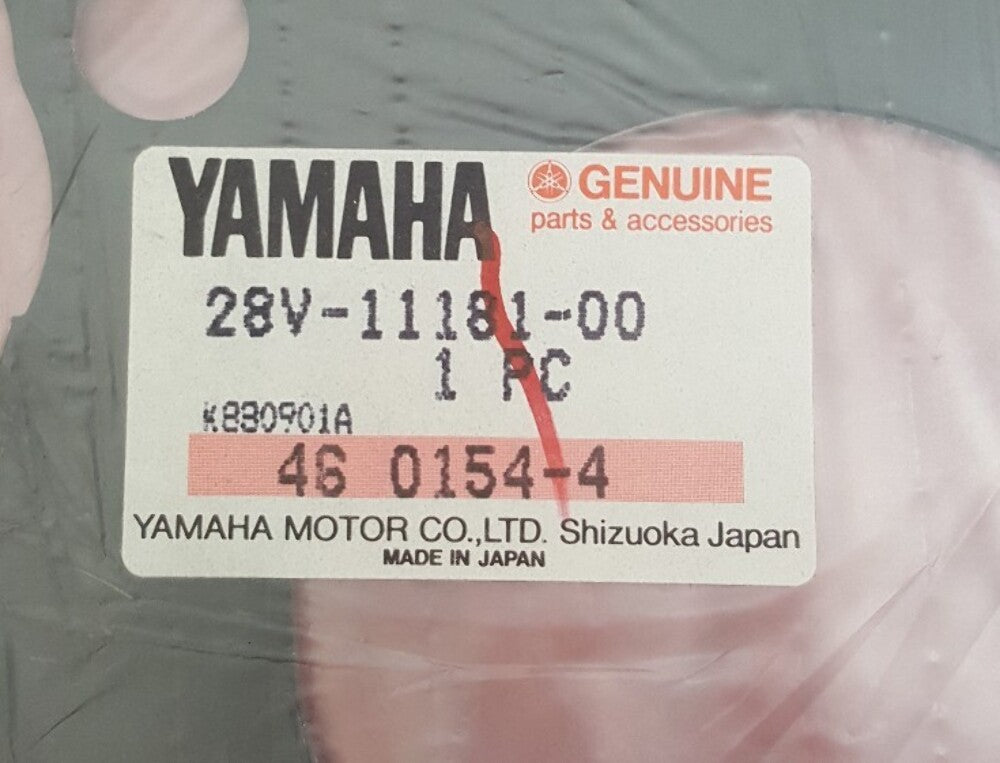 YAMAHA
GENUINE
parts & accessories
28V-11181-00
1 PC
K880901A
46 0154-4
YAMAHA MOTOR CO.,LTD. Shizuoka Japan
MADE IN JAPAN